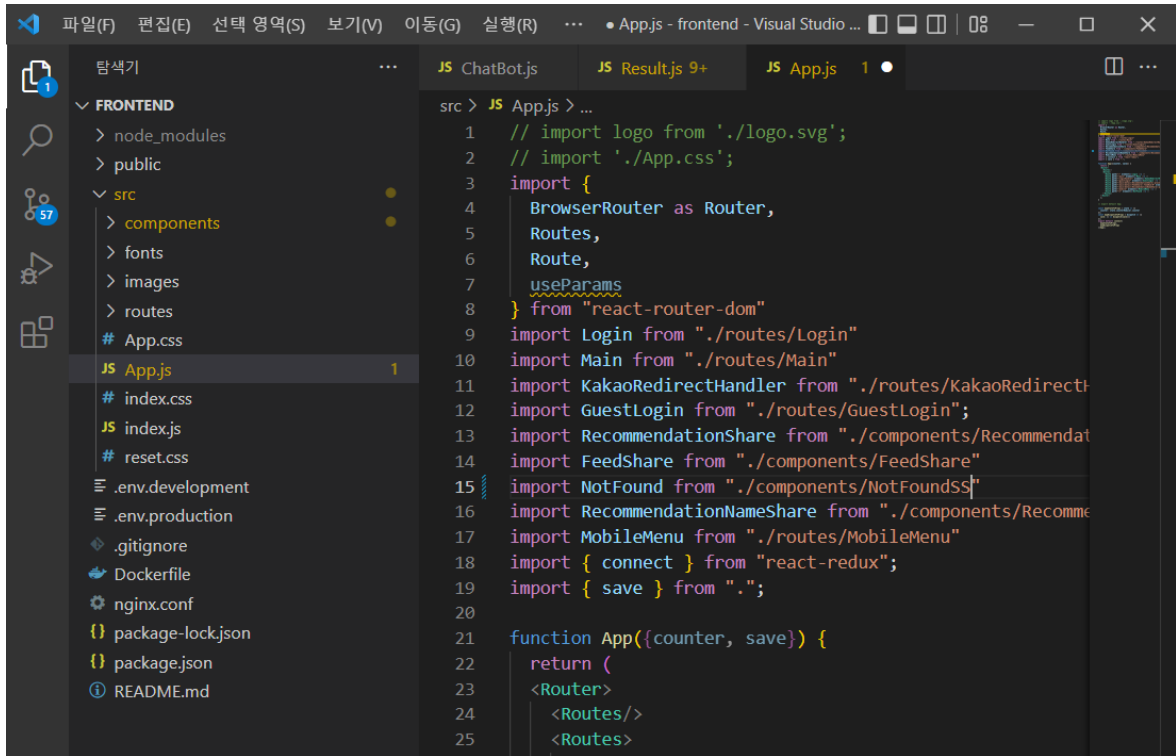 파일(F) 편집(E) 선택 영역(S) 보기(V) 이동(G) 실행(R) ··· ● App.js - frontend - Visual Studio ...
탐색기 ···
1
57
FRONTEND
node_modules
public
src
components
fonts
images
routes
# App.css
JS App.js 1
# index.css
JS index.js
# reset.css
.env.development
.env.production
.gitignore
Dockerfile
nginx.conf
{} package-lock.json
{} package.json
README.md
JS ChatBot.js JS Result.js 9+ JS App.js 1 ● ···
src > JS App.js > ...
1 // import logo from './logo.svg';
2 // import './App.css';
3 import {
4 BrowserRouter as Router,
5 Routes,
6 Route,
7 useParams
8 } from "react-router-dom"
9 import Login from "./routes/Login"
10 import Main from "./routes/Main"
11 import KakaoRedirectHandler from "./routes/KakaoRedirectH
12 import GuestLogin from "./routes/GuestLogin";
13 import RecommendationShare from "./components/Recommendat
14 import FeedShare from "./components/FeedShare"
15 import NotFound from "./components/NotFoundSS"
16 import RecommendationNameShare from "./components/Recomme
17 import MobileMenu from "./routes/MobileMenu"
18 import { connect } from "react-redux";
19 import { save } from ".";
20
21 function App({counter, save}) {
22 return (
23 <Router>
24 <Routes/>
25 <Routes>